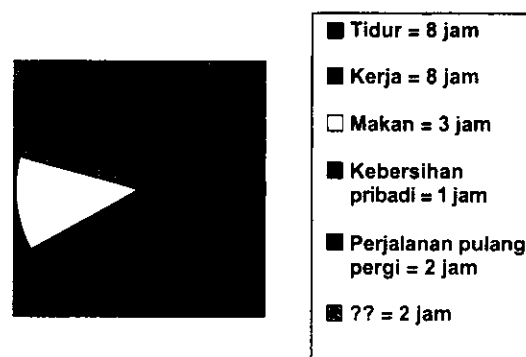 Tidur = 8 jam
Kerja = 8 jam
Makan = 3 jam
Kebersihan
pribadi = 1 jam
Perjalanan pulang
pergi = 2 jam
?? = 2 jam